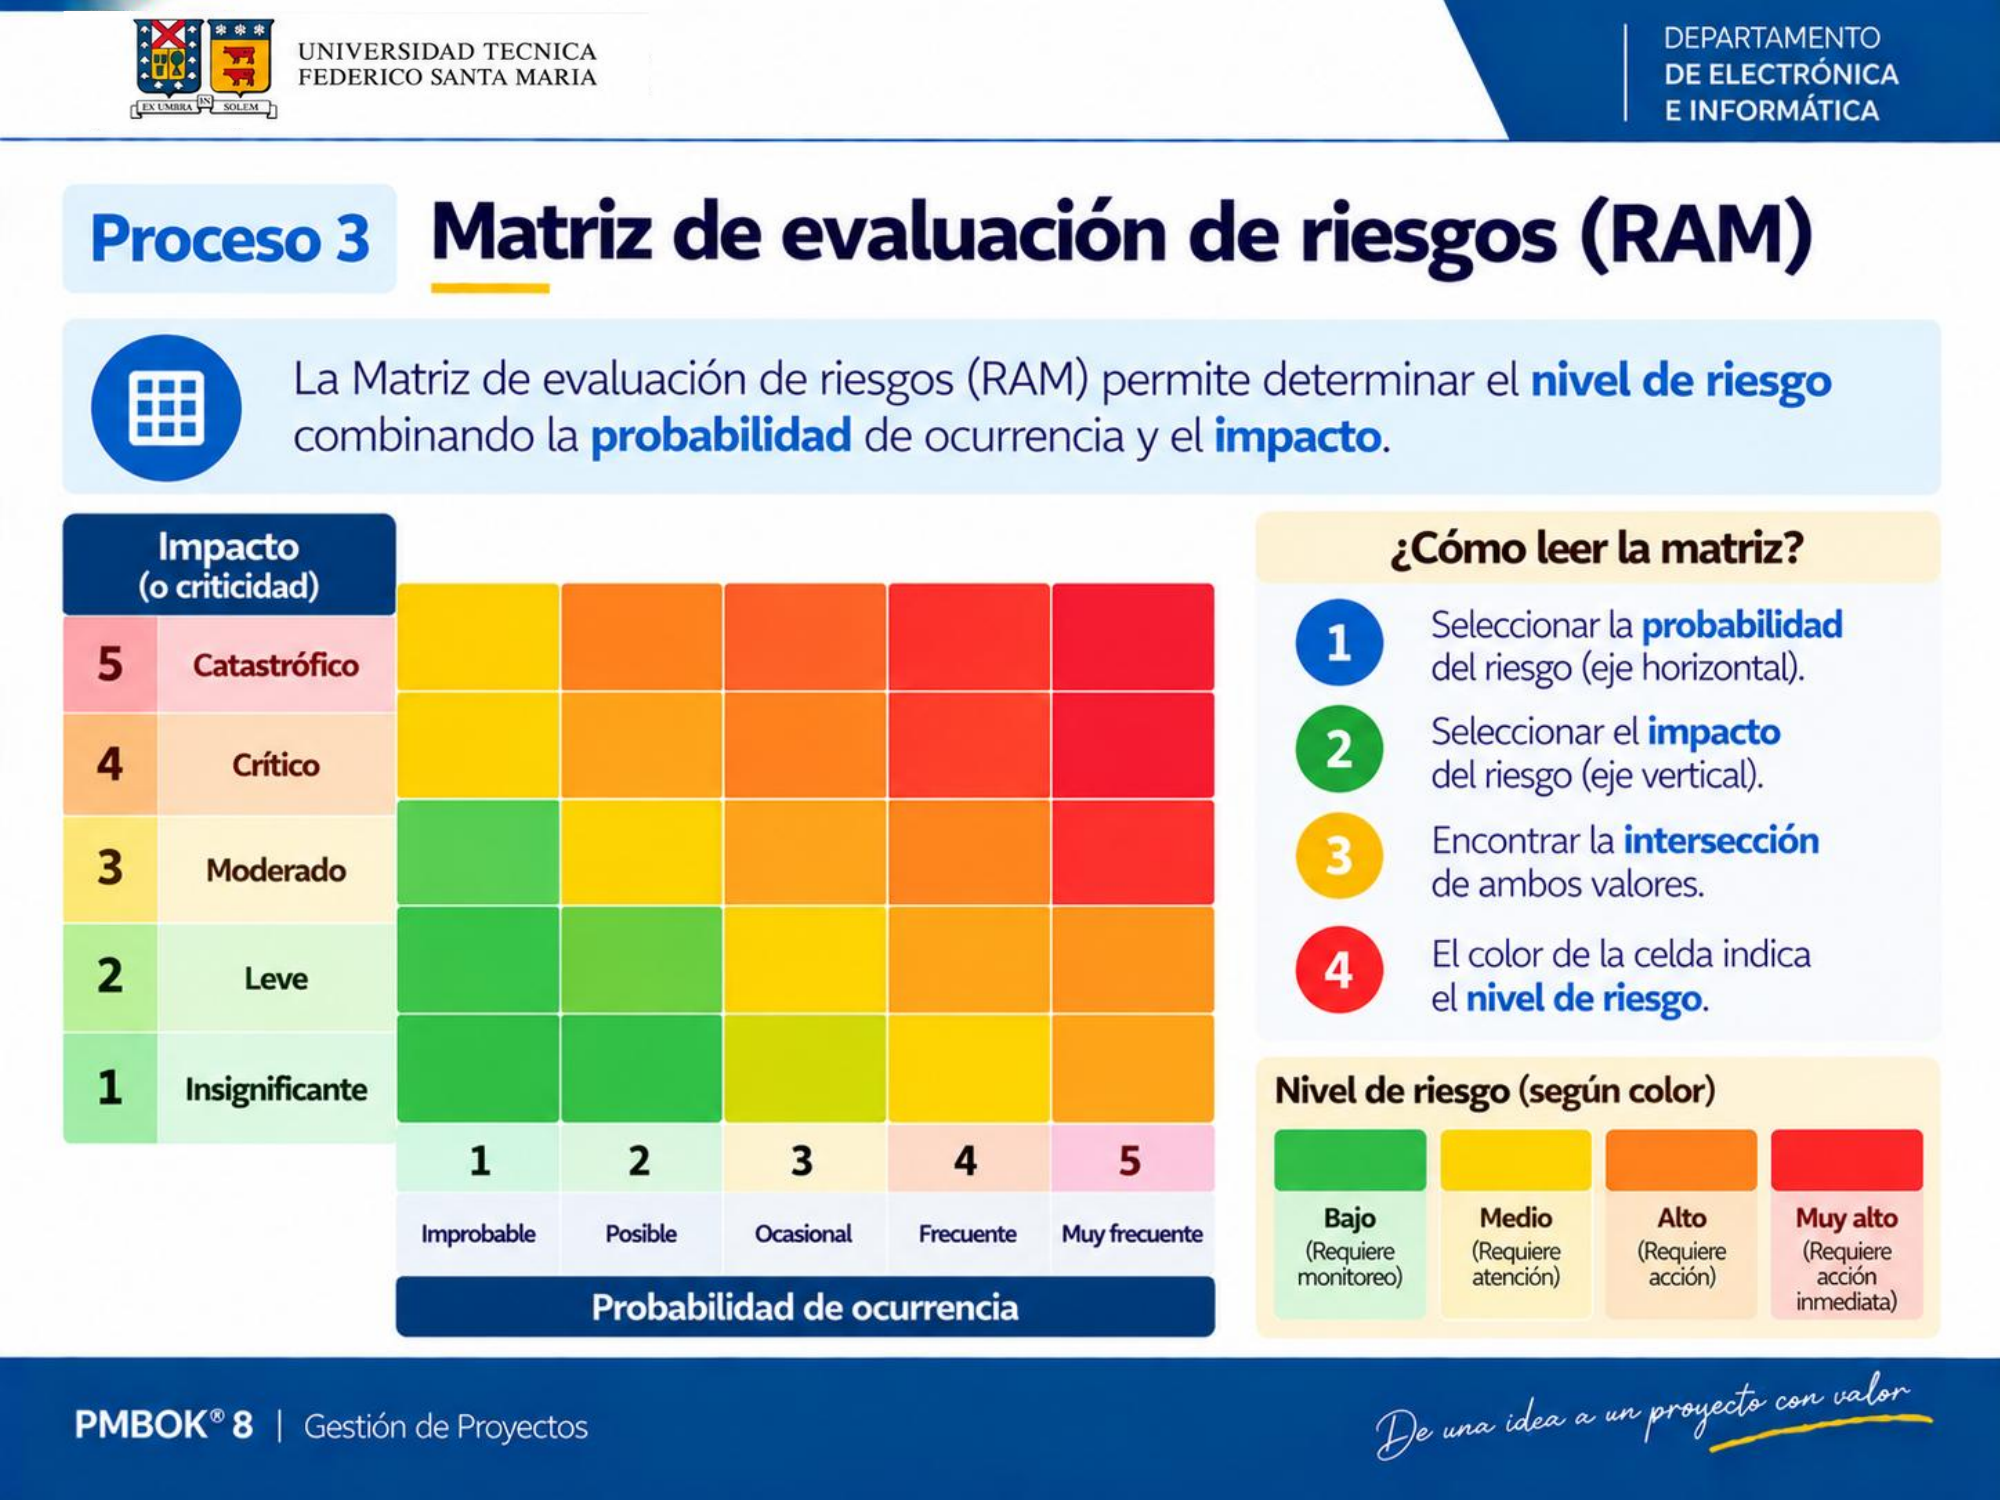 UNIVERSIDAD TECNICA
FEDERICO SANTA MARIA
EX UMBRA IN SOLEM
DEPARTAMENTO
DE ELECTRÓNICA
E INFORMÁTICA
Proceso 3
Matriz de evaluación de riesgos (RAM)
La Matriz de evaluación de riesgos (RAM) permite determinar el nivel de riesgo
combinando la probabilidad de ocurrencia y el impacto.
Impacto
(o criticidad)
5 Catastrófico
4 Crítico
3 Moderado
2 Leve
1 Insignificante
1 2 3 4 5
Improbable Posible Ocasional Frecuente Muy frecuente
Probabilidad de ocurrencia
¿Cómo leer la matriz?
1 Seleccionar la probabilidad
del riesgo (eje horizontal).
2 Seleccionar el impacto
del riesgo (eje vertical).
3 Encontrar la intersección
de ambos valores.
4 El color de la celda indica
el nivel de riesgo.
Nivel de riesgo (según color)
Bajo
(Requiere
monitoreo)
Medio
(Requiere
atención)
Alto
(Requiere
acción)
Muy alto
(Requiere
acción
inmediata)
PMBOK® 8 | Gestión de Proyectos
De una idea a un proyecto con valor